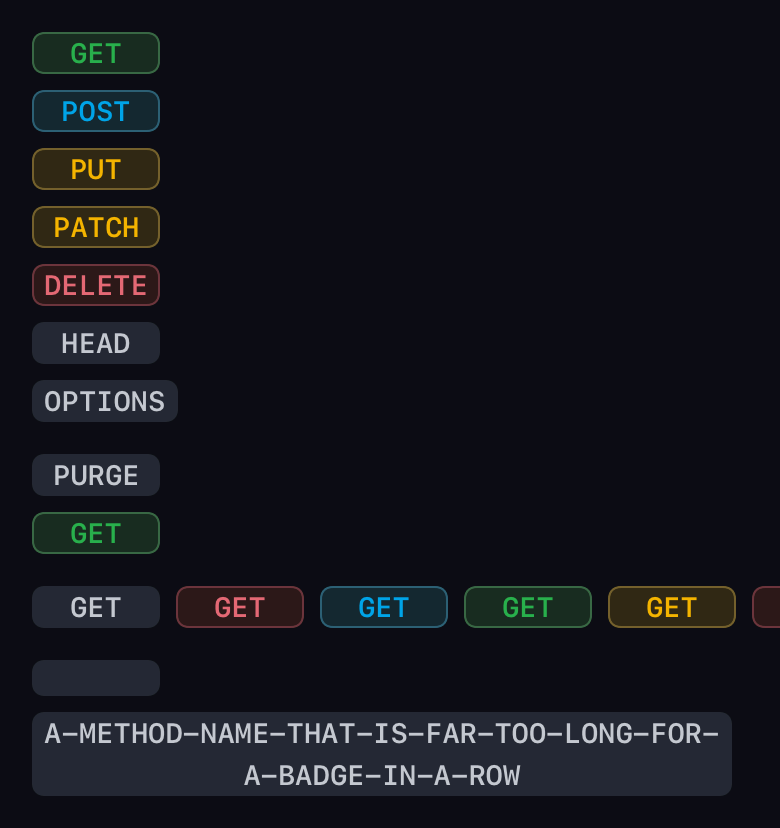 GET
POST
PUT
PATCH
DELETE
HEAD
OPTIONS
PURGE
GET
GET GET GET GET GET
A-METHOD-NAME-THAT-IS-FAR-TOO-LONG-FOR-
A-BADGE-IN-A-ROW